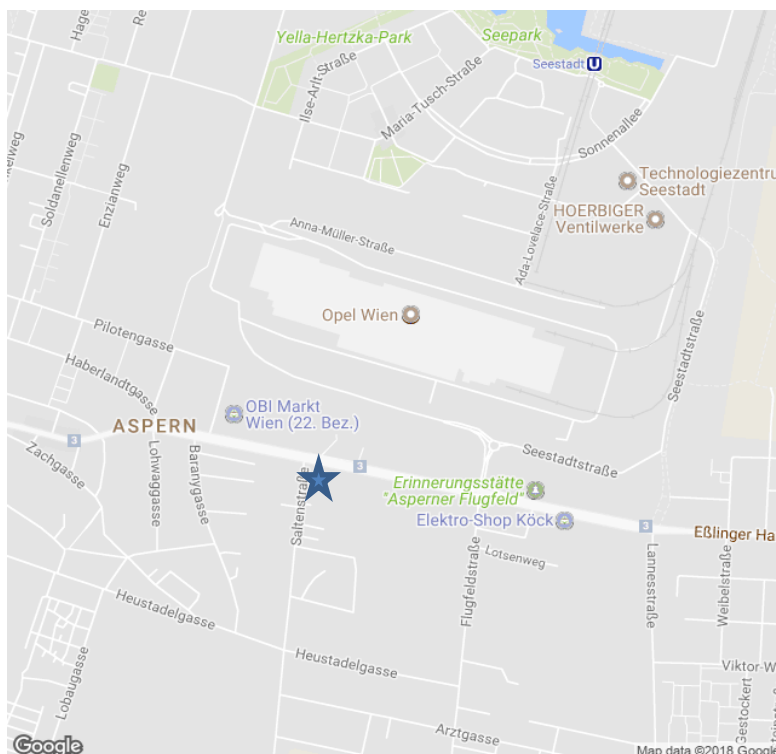 Hage
Re
Yella-Hertzka-Park
Seepark
Seestadt U
Ilse-Arlt-Straße
Maria-Tusch-Straße
Sonnenallee
Soldanellenweg
Enzianweg
Technologiezentru
Seestadt
HOERBIGER
Ventilwerke
Anna-Müller-Straße
Ada-Lovelace-Straße
Opel Wien
Pilotengasse
Haberlandtgasse
Seestadtstraße
OBI Markt
Wien (22. Bez.)
ASPERN
3
Zachgasse
Lohwaggasse
Baranygasse
3
Saltenstraße
Seestadtstraße
Erinnerungsstätte
"Asperner Flugfeld"
Elektro-Shop Köck
3
Eßlinger Ha
Lotsenweg
Flugfeldstraße
Lannesstraße
Weibelstraße
Heustadelgasse
Heustadelgasse
Viktor-W
Lobaugasse
Gestockert
Arztgasse
Google
Map data ©2018 Google